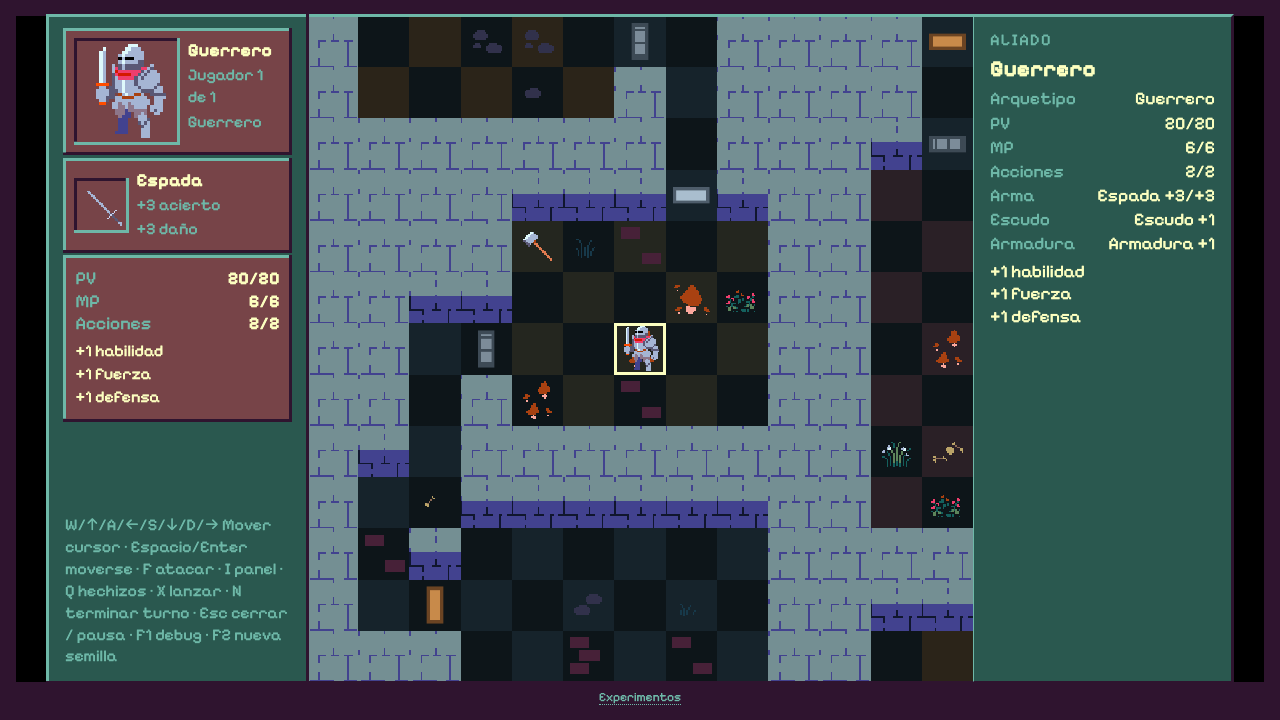 Guerrero
Jugador 1
de 1
Guerrero
Espada
+3 acierto
+3 daño
PV 20/20
MP 6/6
Acciones 2/2
+1 habilidad
+1 fuerza
+1 defensa
W/↑/A/←/S/↓/D/→ Mover
cursor · Espacio/Enter
moverse · F atacar · I panel ·
Q hechizos · X lanzar · N
terminar turno · Esc cerrar
/ pausa · F1 debug · F2 nueva
semilla
ALIADO
Guerrero
Arquetipo Guerrero
PV 20/20
MP 6/6
Acciones 2/2
Arma Espada +3/+3
Escudo Escudo +1
Armadura Armadura +1
+1 habilidad
+1 fuerza
+1 defensa
Experimentos